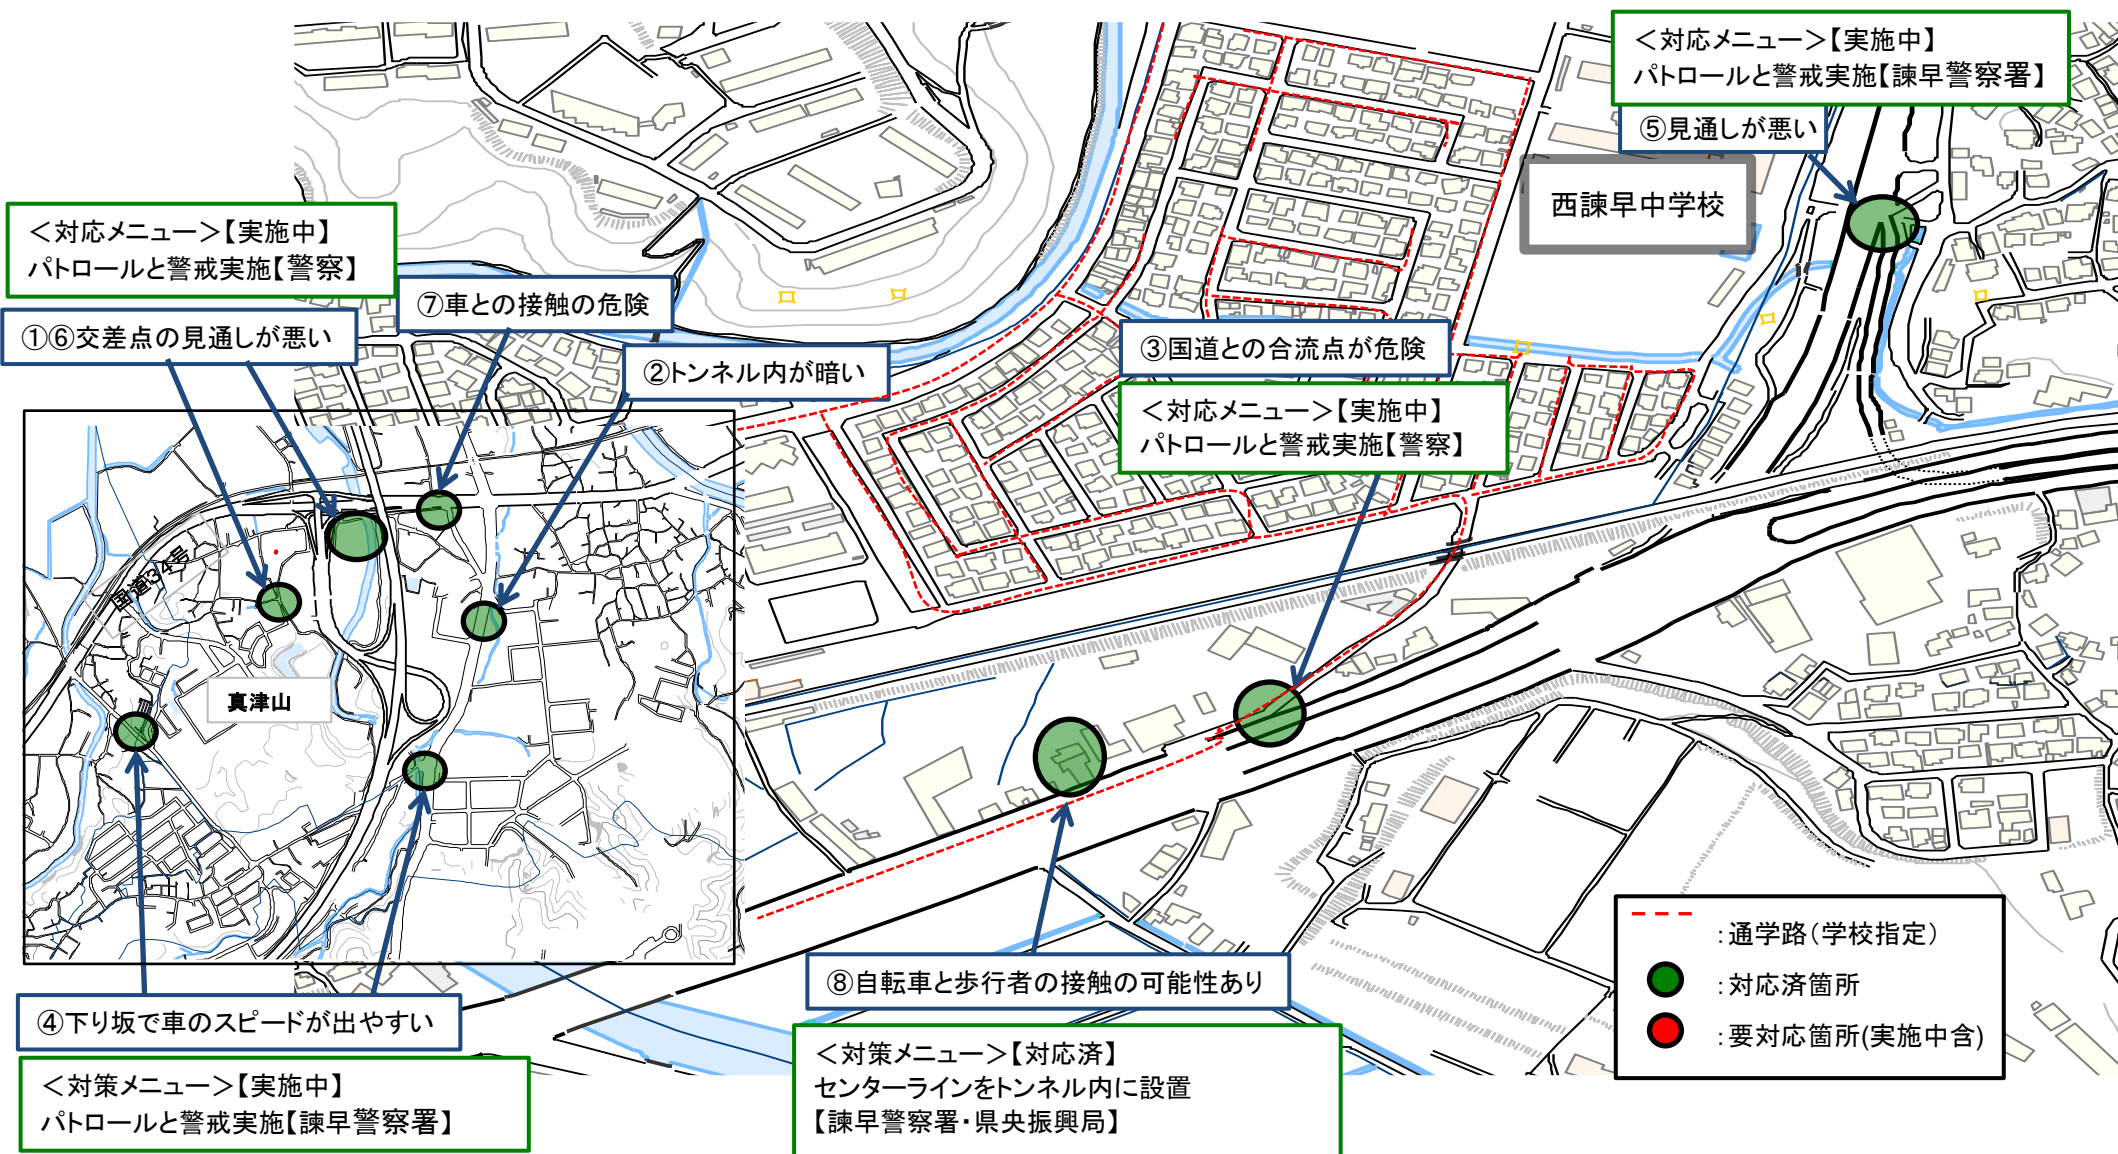 ＜対応メニュー＞【実施中】
パトロールと警戒実施【諫早警察署】
⑤見通しが悪い
西諫早中学校
＜対応メニュー＞【実施中】
パトロールと警戒実施【警察】
①⑥交差点の見通しが悪い
⑦車との接触の危険
②トンネル内が暗い
③国道との合流点が危険
＜対応メニュー＞【実施中】
パトロールと警戒実施【警察】
国道34号
真津山
④下り坂で車のスピードが出やすい
＜対策メニュー＞【実施中】
パトロールと警戒実施【諫早警察署】
⑧自転車と歩行者の接触の可能性あり
＜対策メニュー＞【対応済】
センターラインをトンネル内に設置
【諫早警察署・県央振興局】
：通学路（学校指定）
：対応済箇所
：要対応箇所(実施中含)